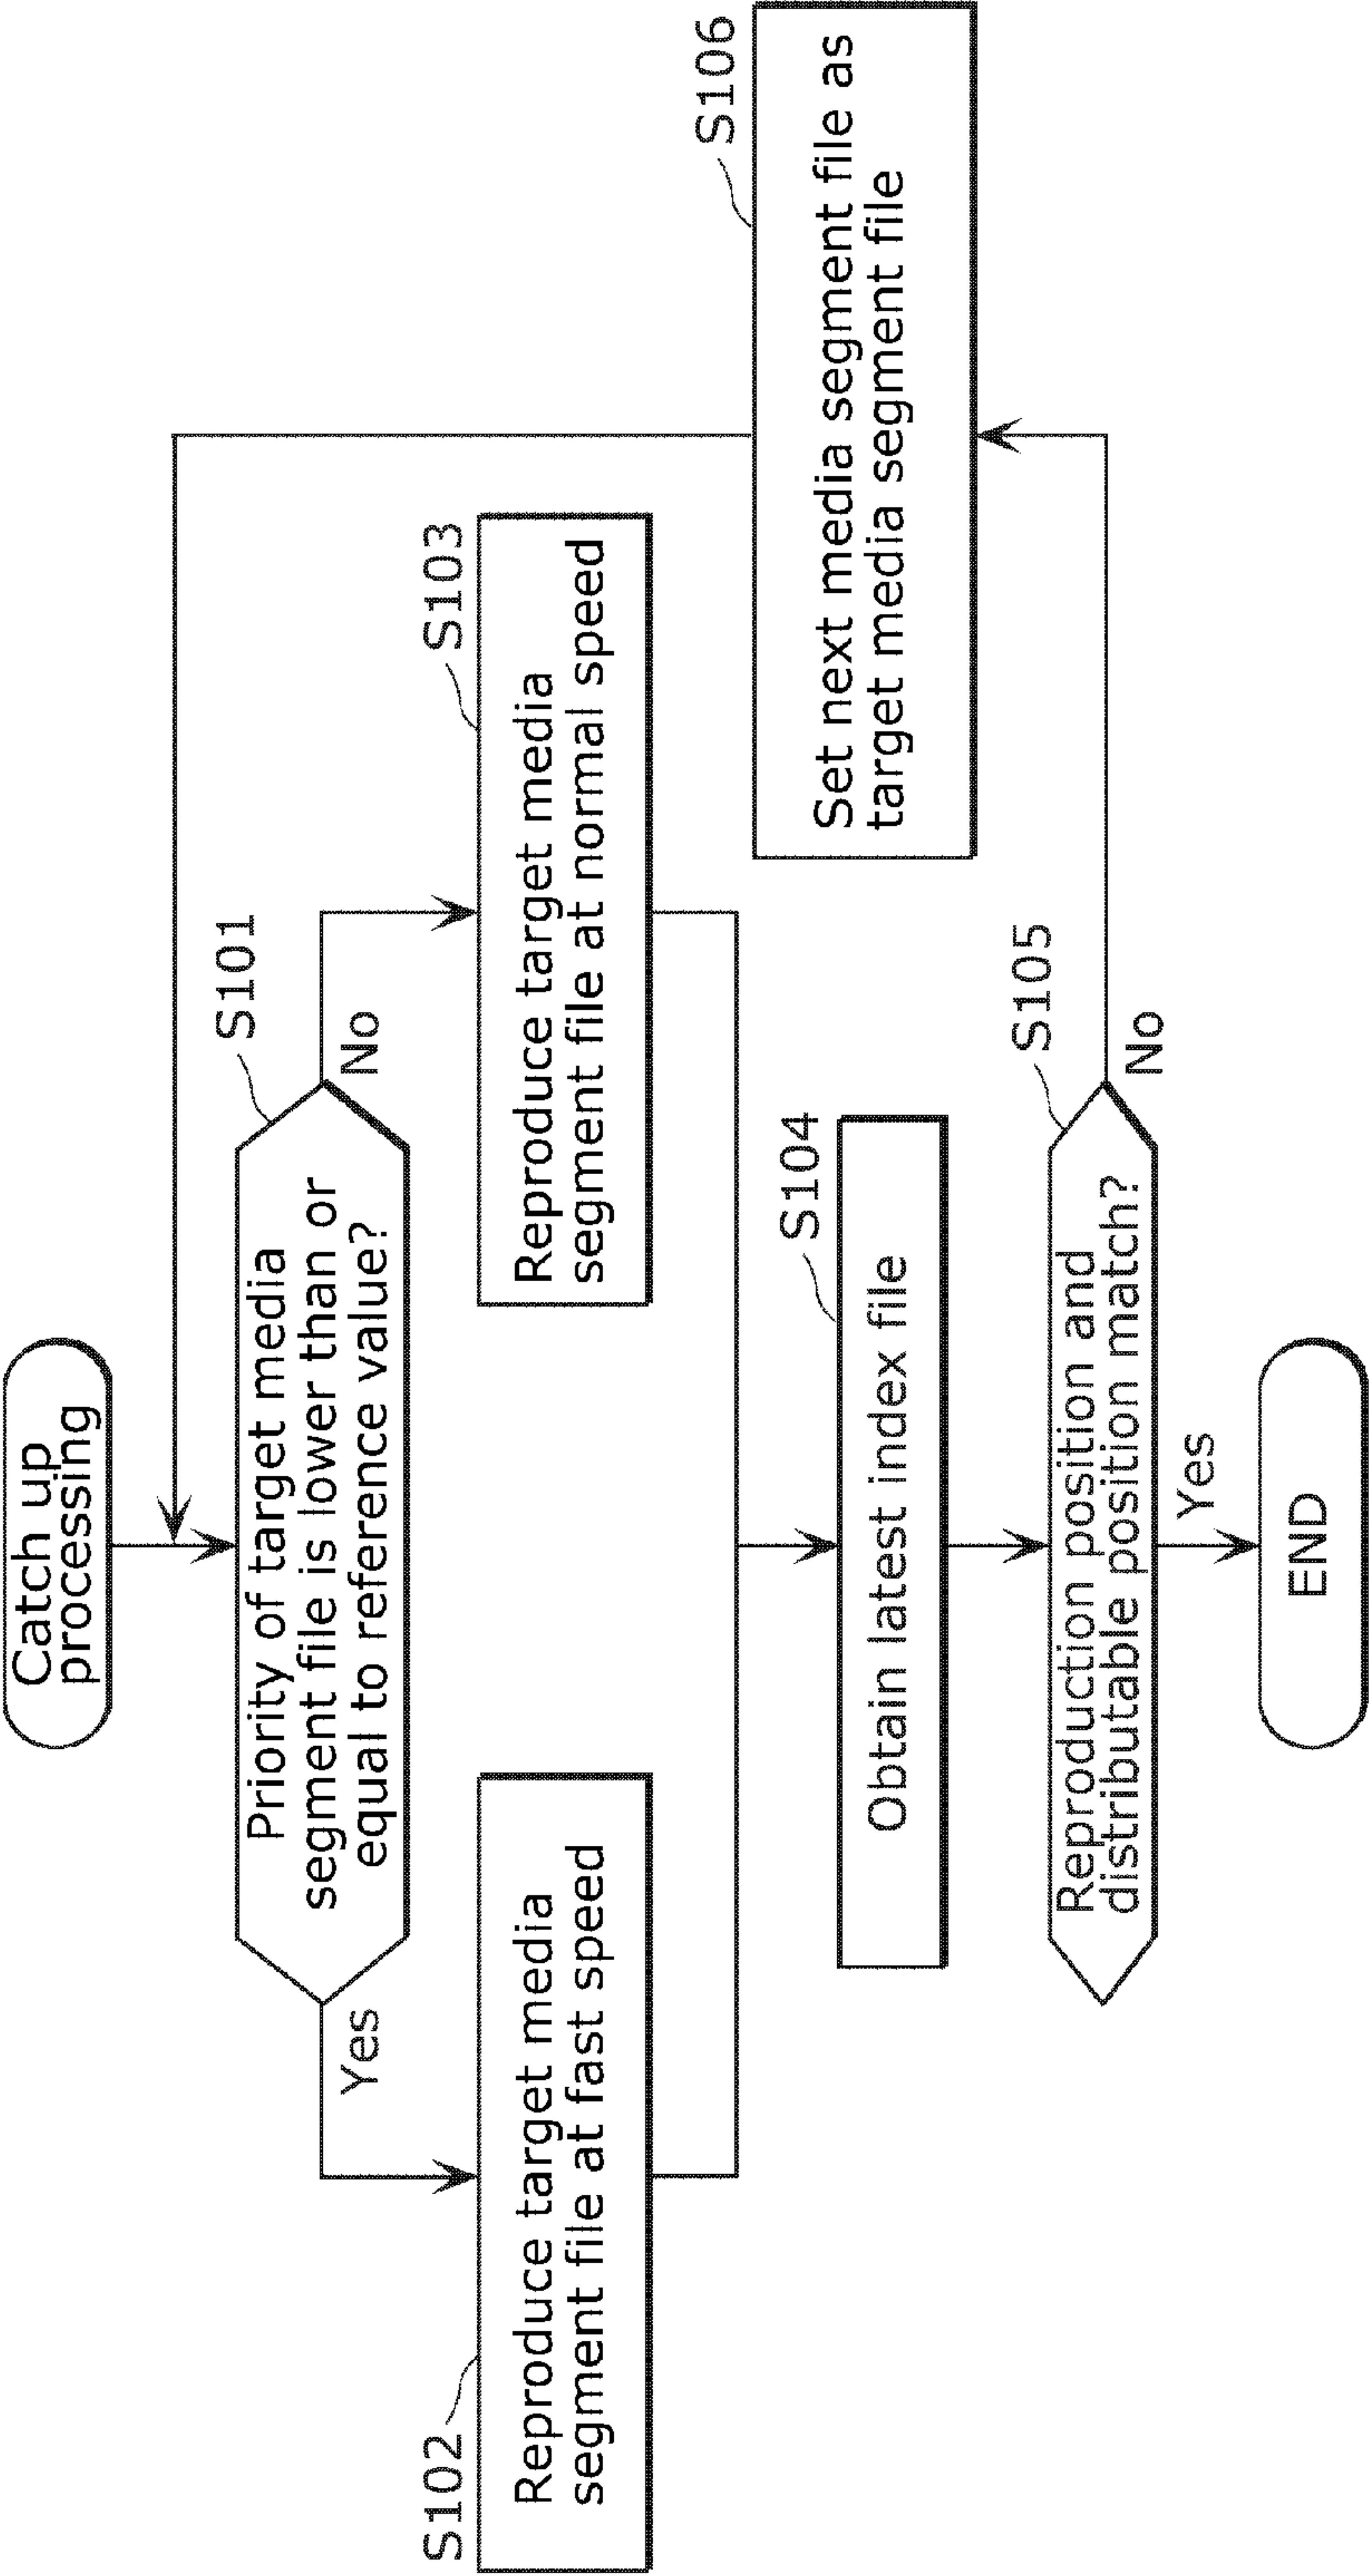 Catch up
processing
S101
Priority of target media
segment file is lower than or
equal to reference value?
Yes
No
S102
Reproduce target media
segment file at fast speed
S103
Reproduce target media
segment file at normal speed
S104
Obtain latest index file
S105
Reproduction position and
distributable position match?
No
Yes
S106
Set next media segment file as
target media segment file
END